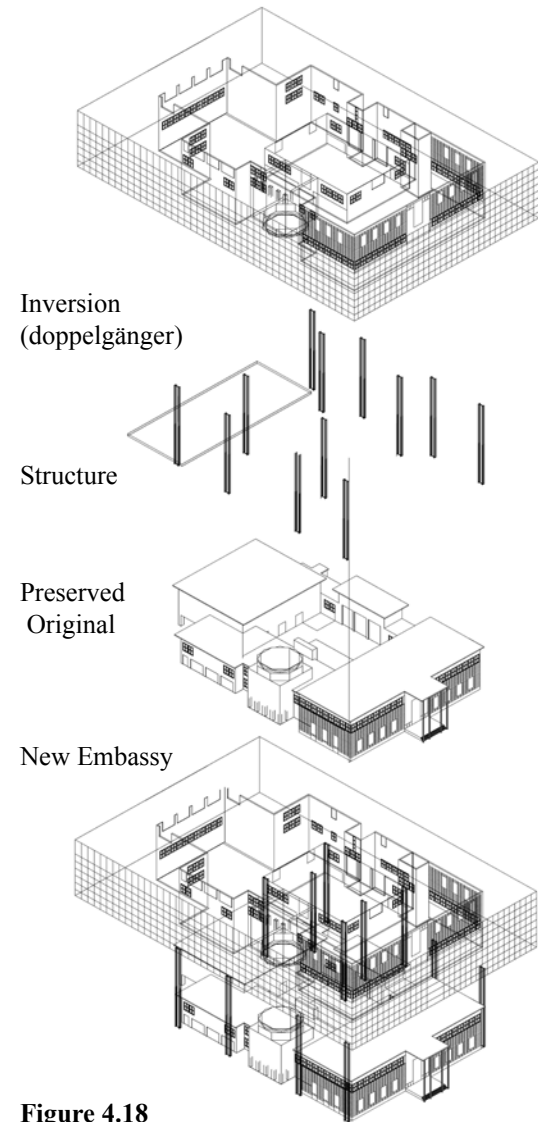 Inversion
(doppelgänger)
Structure
Preserved
Original
New Embassy
Figure 4.18